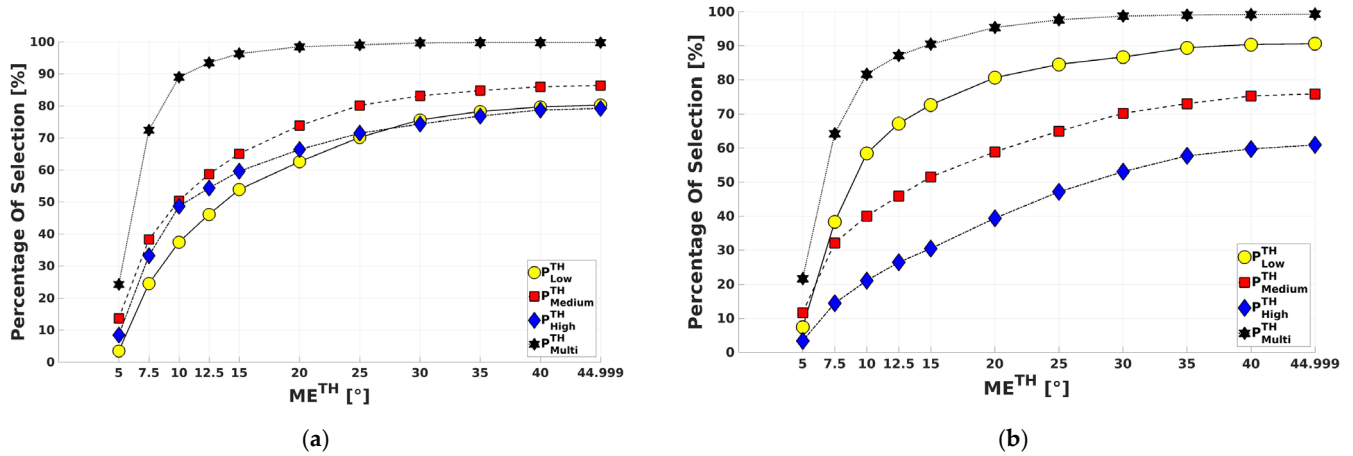 100
90
80
70
60
50
40
30
20
10
0
Percentage Of Selection [%]
5 7.5 10 12.5 15 20 25 30 35 40 44.999
ME^TH [°]
P^TH_Low
P^TH_Medium
P^TH_High
P^TH_Multi
(a)
100
90
80
70
60
50
40
30
20
10
0
Percentage Of Selection [%]
5 7.5 10 12.5 15 20 25 30 35 40 44.999
ME^TH [°]
P^TH_Low
P^TH_Medium
P^TH_High
P^TH_Multi
(b)